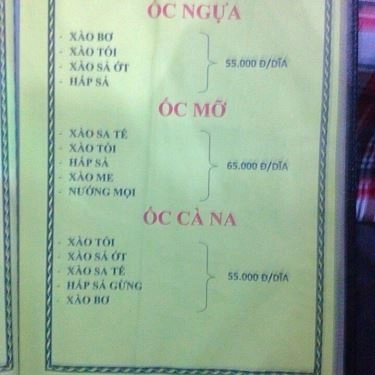 ỐC NGỰA
- XÀO BƠ
- XÀO TỎI
- XÀO SẢ ỚT
- HẤP SẢ
55.000 Đ/DĨA
ỐC MỠ
- XÀO SA TẾ
- XÀO TỎI
- HẤP SẢ
- XÀO ME
- NƯỚNG MỌI
65.000 Đ/DĨA
ỐC CÀ NA
- XÀO TỎI
- XÀO SẢ ỚT
- XÀO SA TẾ
- HẤP SẢ GỪNG
- XÀO BƠ
55.000 Đ/DĨA